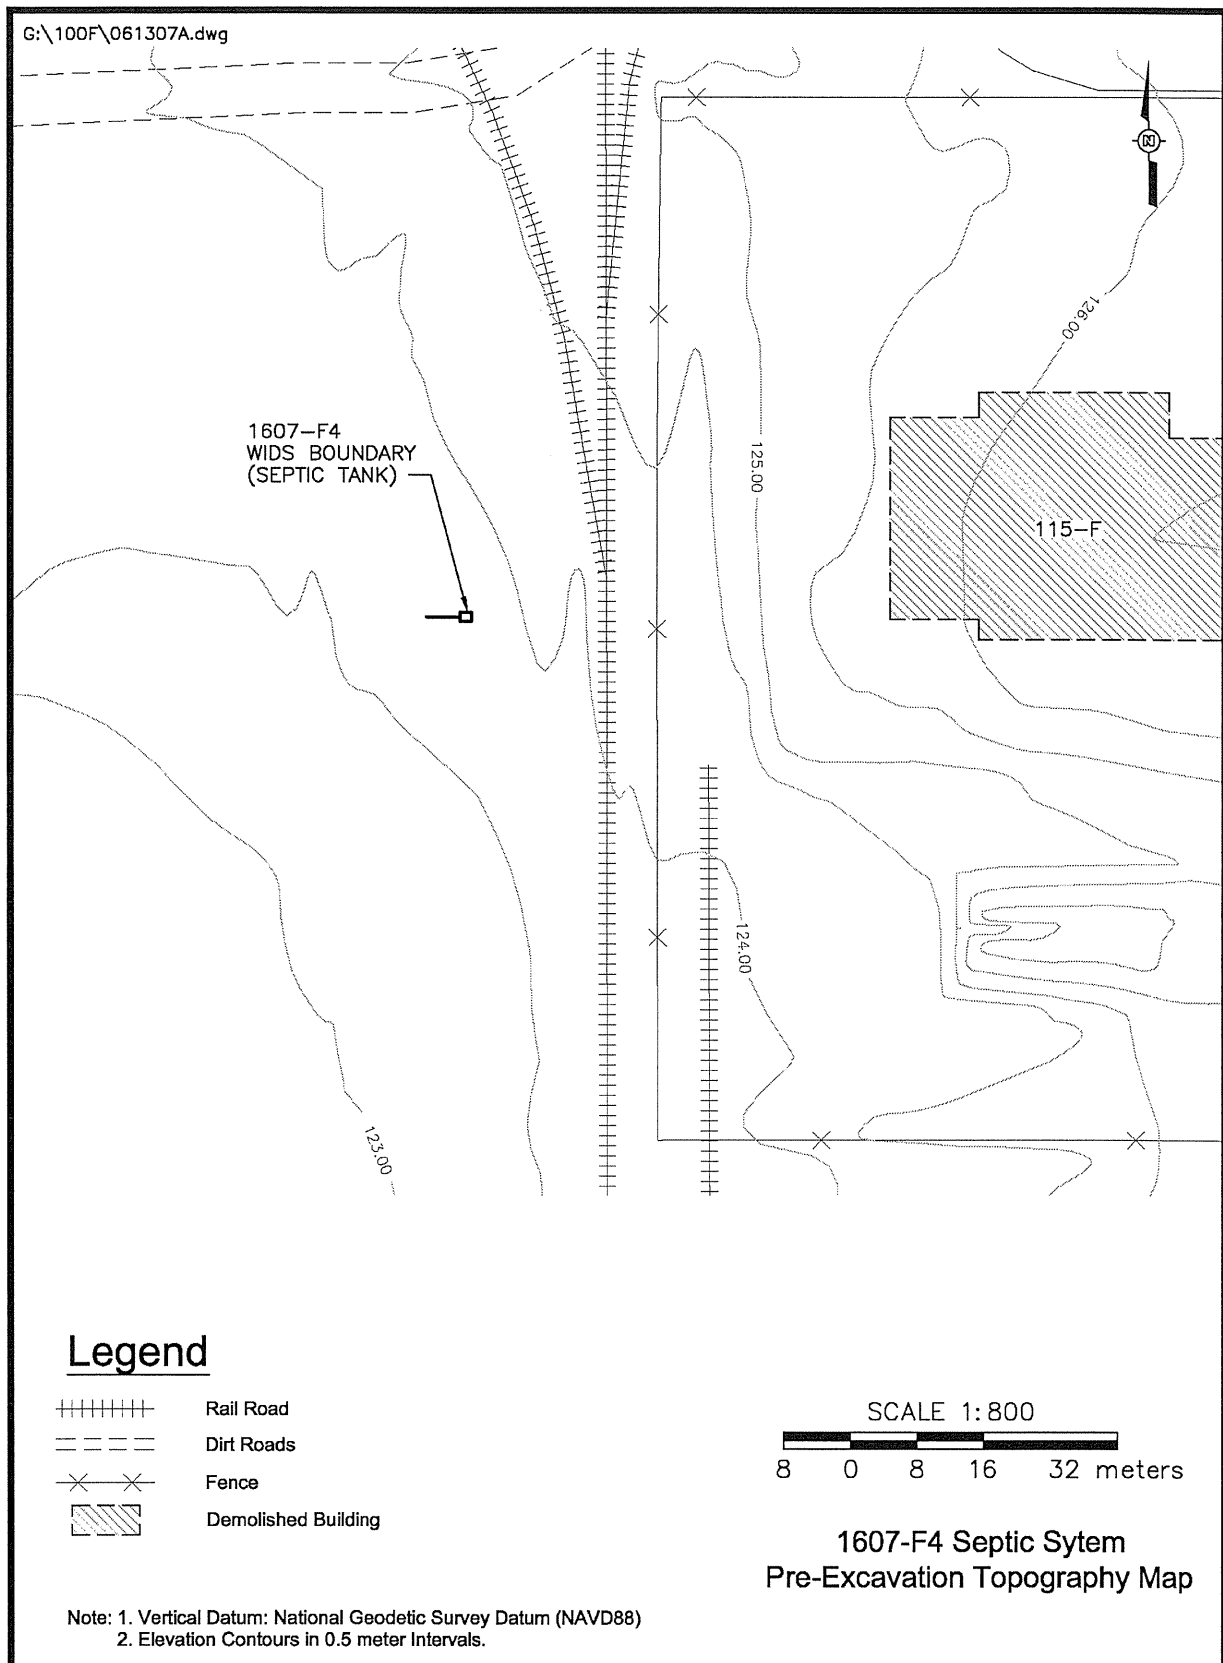 G:\100F\061307A.dwg
N
126.00
1607-F4
WIDS BOUNDARY
(SEPTIC TANK)
125.00
115-F
124.00
123.00
Legend
Rail Road
Dirt Roads
Fence
Demolished Building
SCALE 1:800
8 0 8 16 32 meters
1607-F4 Septic Sytem
Pre-Excavation Topography Map
Note: 1. Vertical Datum: National Geodetic Survey Datum (NAVD88)
2. Elevation Contours in 0.5 meter Intervals.